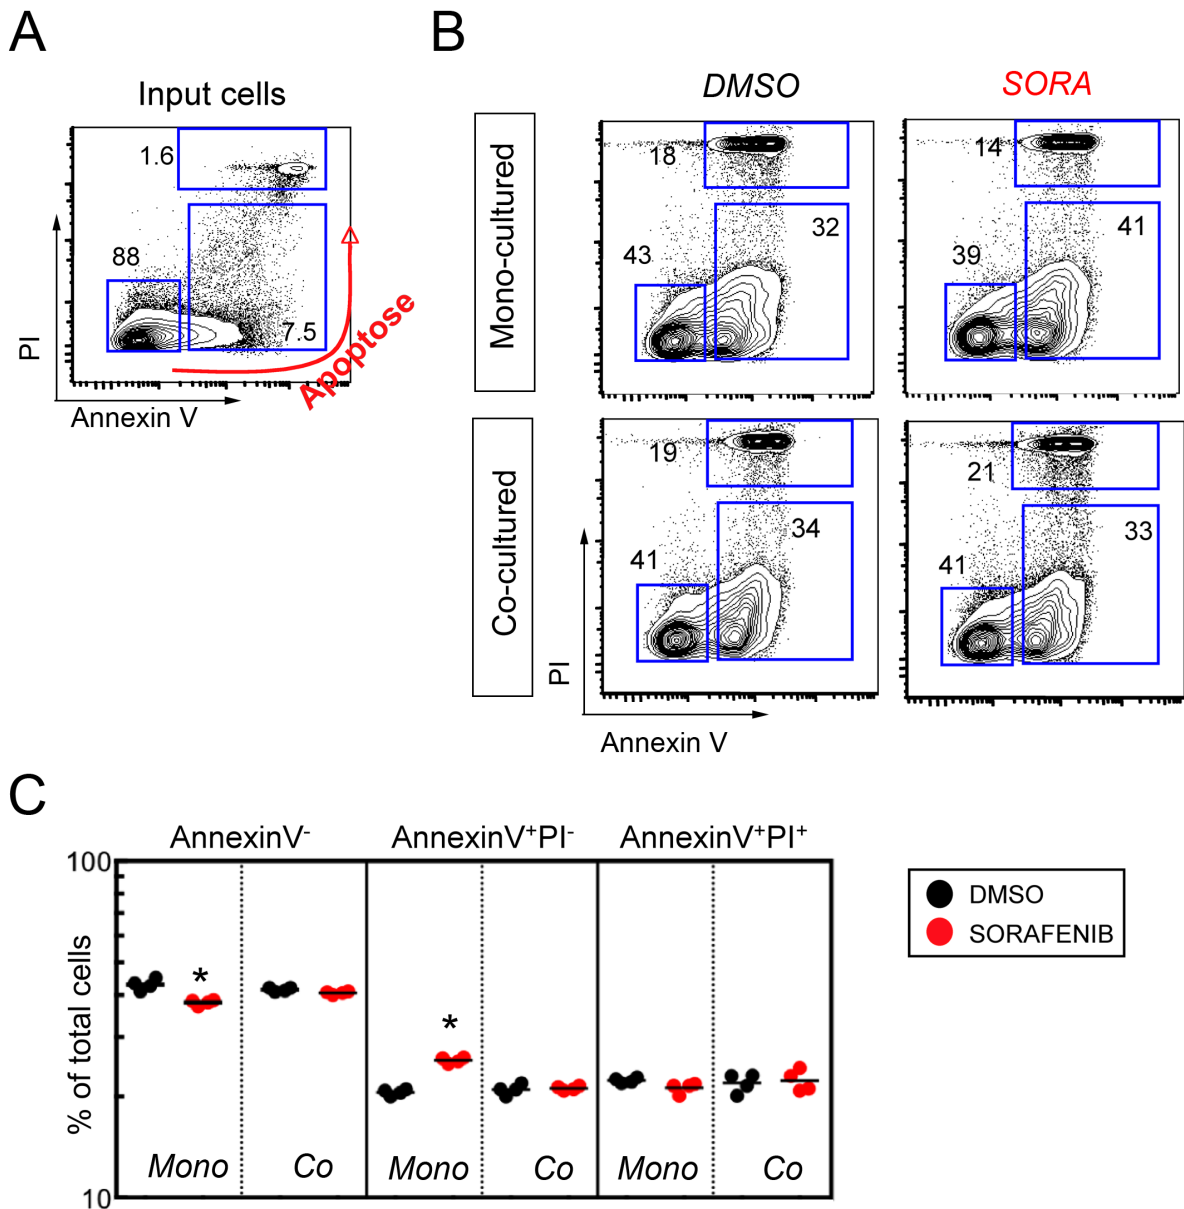 A
Input cells
1.6
88
7.5
Apoptose
PI
Annexin V
B
DMSO
SORA
Mono-cultured
18
32
43
14
41
39
Co-cultured
19
34
41
21
33
41
PI
Annexin V
C
AnnexinV⁻
AnnexinV⁺PI⁻
AnnexinV⁺PI⁺
% of total cells
100
10
*
*
Mono
Co
Mono
Co
Mono
Co
DMSO
SORAFENIB